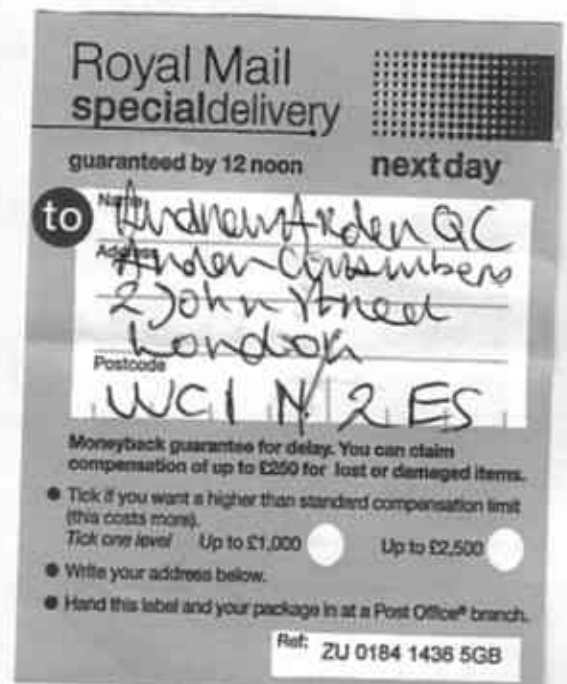 Royal Mail
specialdelivery
guaranteed by 12 noon nextday
to
Name Andrew Arden QC
Address Arden Chambers
2 John Street
London
Postcode
WC1N 2ES
Moneyback guarantee for delay. You can claim
compensation of up to £250 for lost or damaged items.
Tick if you want a higher than standard compensation limit
(this costs more).
Tick one level Up to £1,000 Up to £2,500
Write your address below.
Hand this label and your package in at a Post Office® branch.
Ref: ZU 0184 1436 5GB